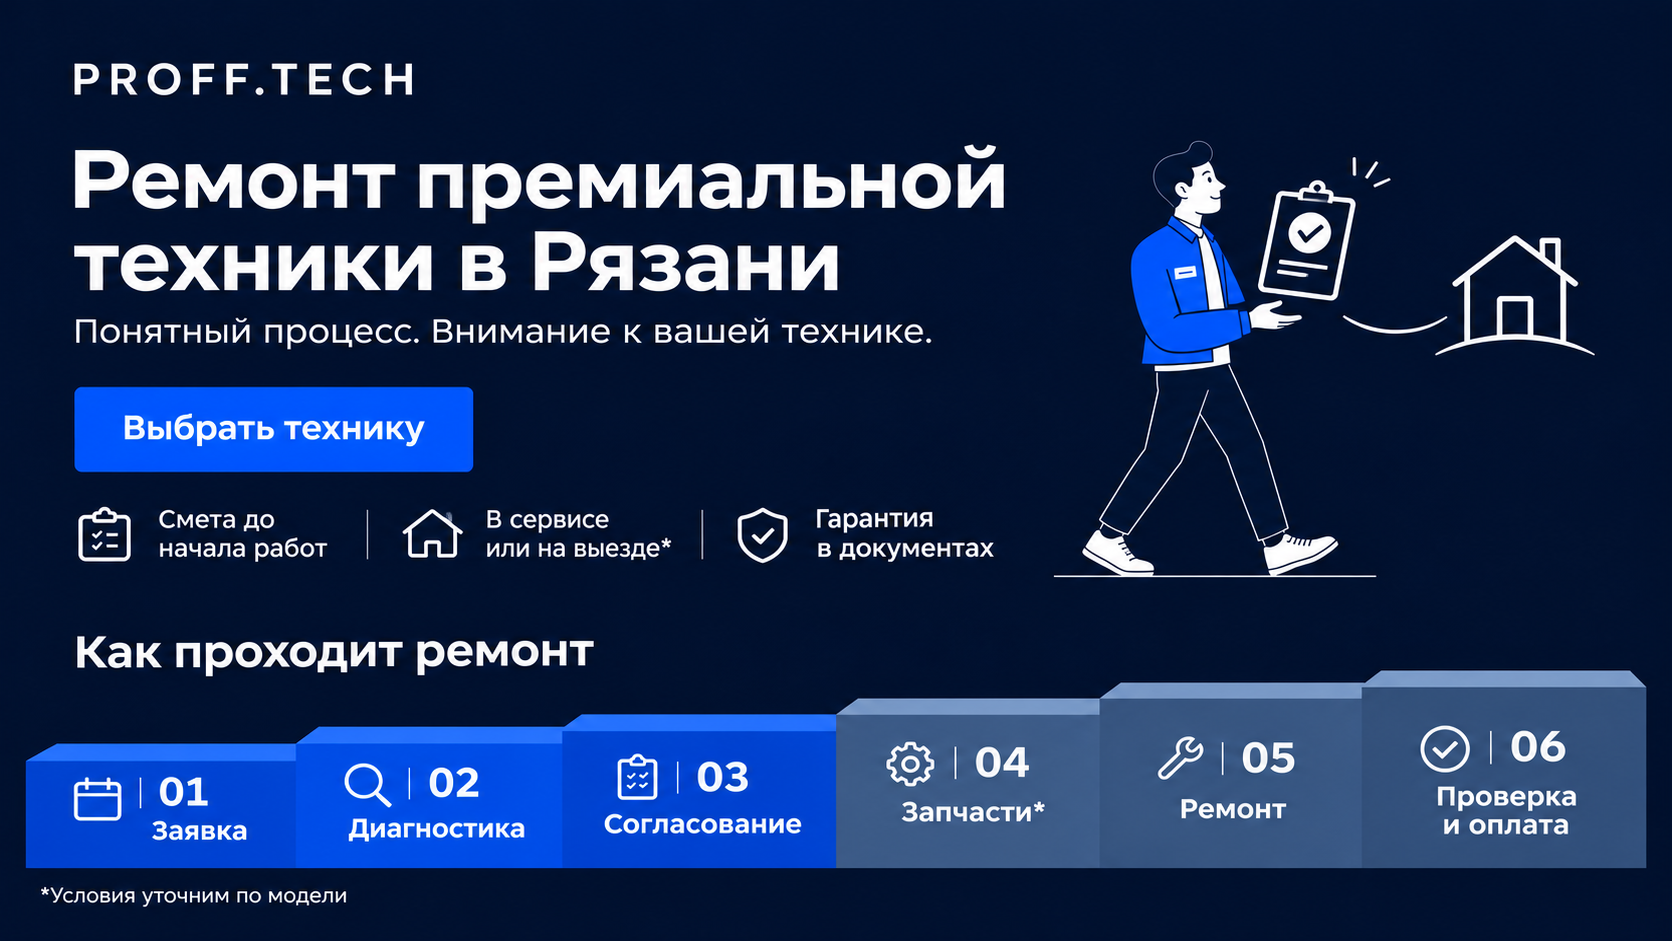 PROFF.TECH
Ремонт премиальной
техники в Рязани
Понятный процесс. Внимание к вашей технике.
Выбрать технику
Смета до
начала работ
В сервисе
или на выезде*
Гарантия
в документах
Как проходит ремонт
01
Заявка
02
Диагностика
03
Согласование
04
Запчасти*
05
Ремонт
06
Проверка
и оплата
*Условия уточним по модели